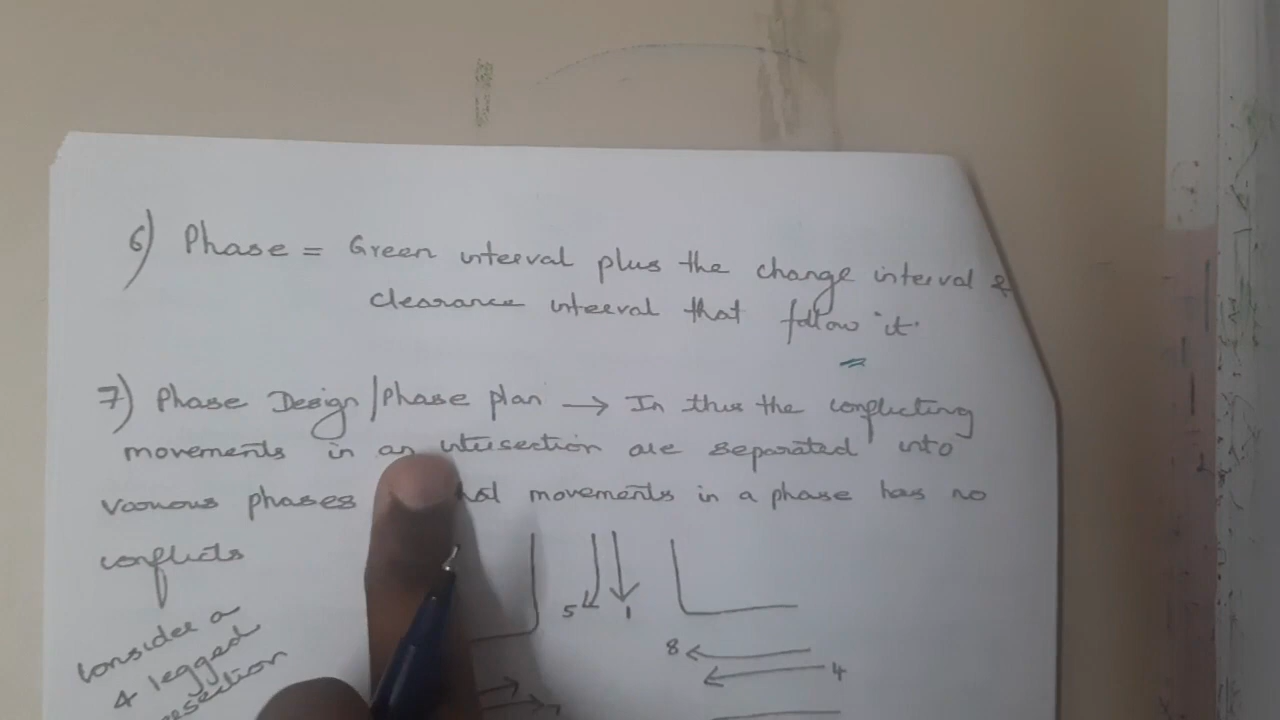 6) Phase = Green interval plus the change interval &
clearance interval that follow it.
7) Phase Design/Phase plan → In this the conflicting
movements in an intersection are separated into
various phases movements in a phase has no
conflicts
5 1
8
4
Consider a
4 legged